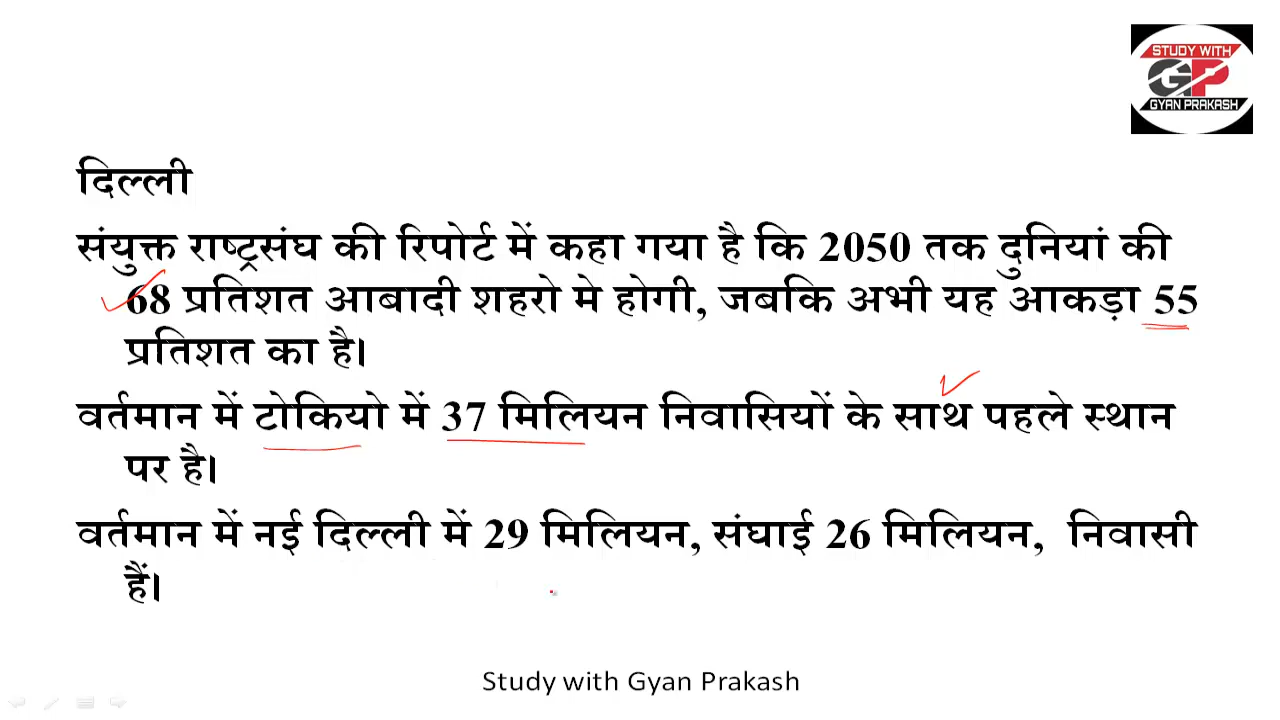 STUDY WITH
GP
GYAN PRAKASH
दिल्ली
संयुक्त राष्ट्रसंघ की रिपोर्ट में कहा गया है कि 2050 तक दुनियां की
68 प्रतिशत आबादी शहरो मे होगी, जबकि अभी यह आकड़ा 55
प्रतिशत का है।
वर्तमान में टोकियो में 37 मिलियन निवासियों के साथ पहले स्थान
पर है।
वर्तमान में नई दिल्ली में 29 मिलियन, संघाई 26 मिलियन, निवासी
हैं।
Study with Gyan Prakash